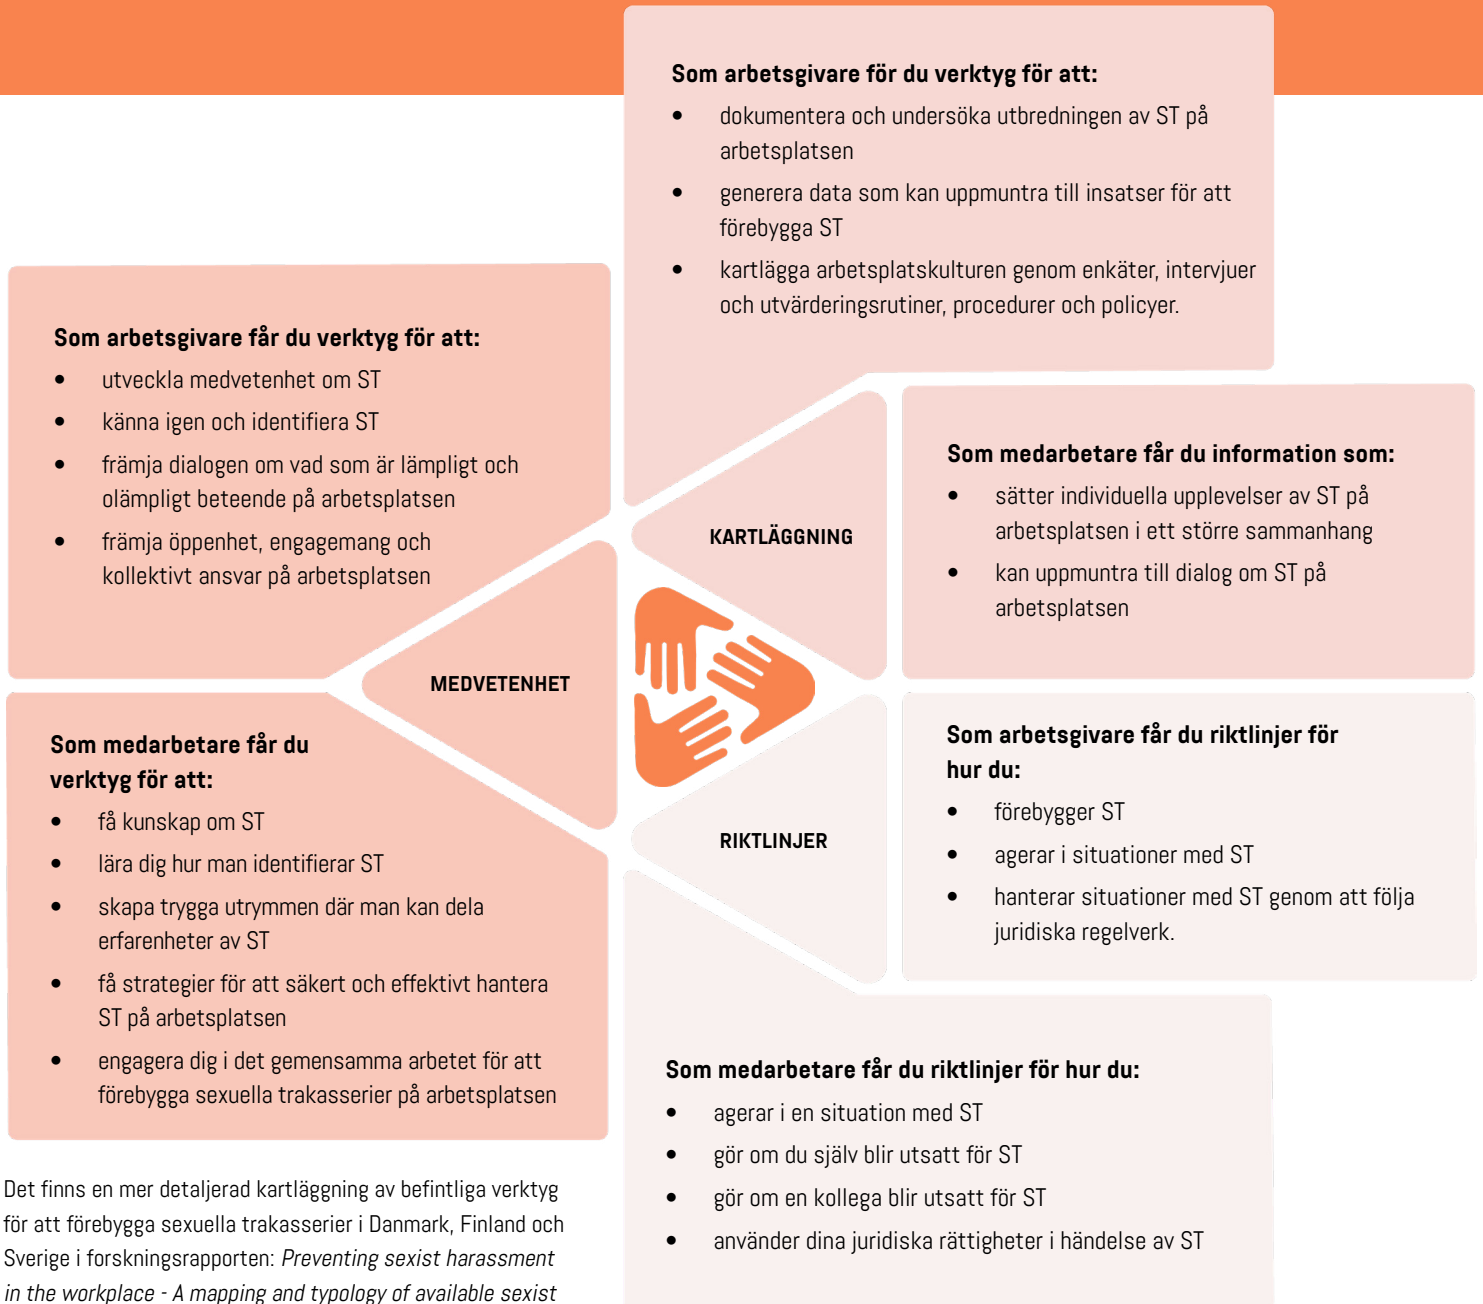 Som arbetsgivare för du verktyg för att:
• dokumentera och undersöka utbredningen av ST på
arbetsplatsen
• generera data som kan uppmuntra till insatser för att
förebygga ST
• kartlägga arbetsplatskulturen genom enkäter, intervjuer
och utvärderingsrutiner, procedurer och policyer.
Som arbetsgivare får du verktyg för att:
• utveckla medvetenhet om ST
• känna igen och identifiera ST
• främja dialogen om vad som är lämpligt och
olämpligt beteende på arbetsplatsen
• främja öppenhet, engagemang och
kollektivt ansvar på arbetsplatsen
KARTLÄGGNING
Som medarbetare får du information som:
• sätter individuella upplevelser av ST på
arbetsplatsen i ett större sammanhang
• kan uppmuntra till dialog om ST på
arbetsplatsen
MEDVETENHET
Som medarbetare får du
verktyg för att:
• få kunskap om ST
• lära dig hur man identifierar ST
• skapa trygga utrymmen där man kan dela
erfarenheter av ST
• få strategier för att säkert och effektivt hantera
ST på arbetsplatsen
• engagera dig i det gemensamma arbetet för att
förebygga sexuella trakasserier på arbetsplatsen
RIKTLINJER
Som arbetsgivare får du riktlinjer för
hur du:
• förebygger ST
• agerar i situationer med ST
• hanterar situationer med ST genom att följa
juridiska regelverk.
Som medarbetare får du riktlinjer för hur du:
• agerar i en situation med ST
• gör om du själv blir utsatt för ST
• gör om en kollega blir utsatt för ST
• använder dina juridiska rättigheter i händelse av ST
Det finns en mer detaljerad kartläggning av befintliga verktyg
för att förebygga sexuella trakasserier i Danmark, Finland och
Sverige i forskningsrapporten: Preventing sexist harassment
in the workplace - A mapping and typology of available sexist